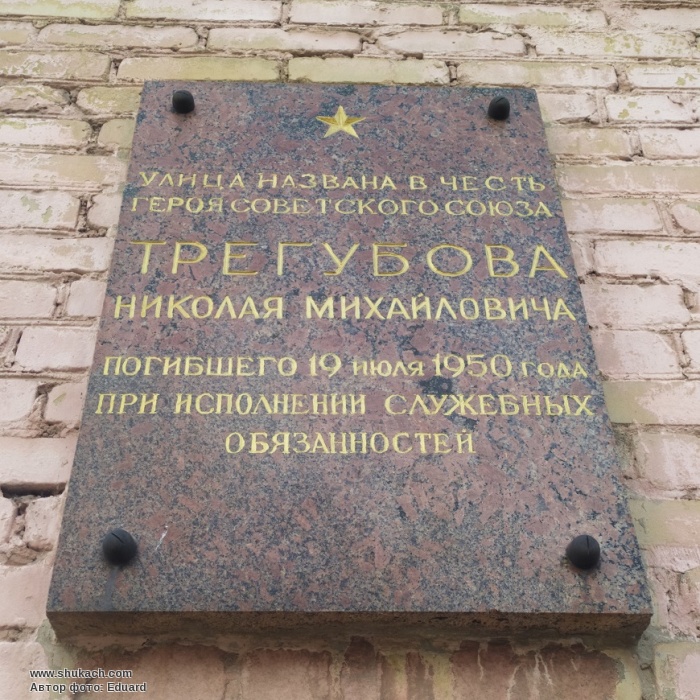 УЛИЦА НАЗВАНА В ЧЕСТЬ
ГЕРОЯ СОВЕТСКОГО СОЮЗА
ТРЕГУБОВА
НИКОЛАЯ МИХАЙЛОВИЧА
ПОГИБШЕГО 19 ИЮЛЯ 1950 ГОДА
ПРИ ИСПОЛНЕНИИ СЛУЖЕБНЫХ
ОБЯЗАННОСТЕЙ
www.shukach.com
Автор фото: Eduard